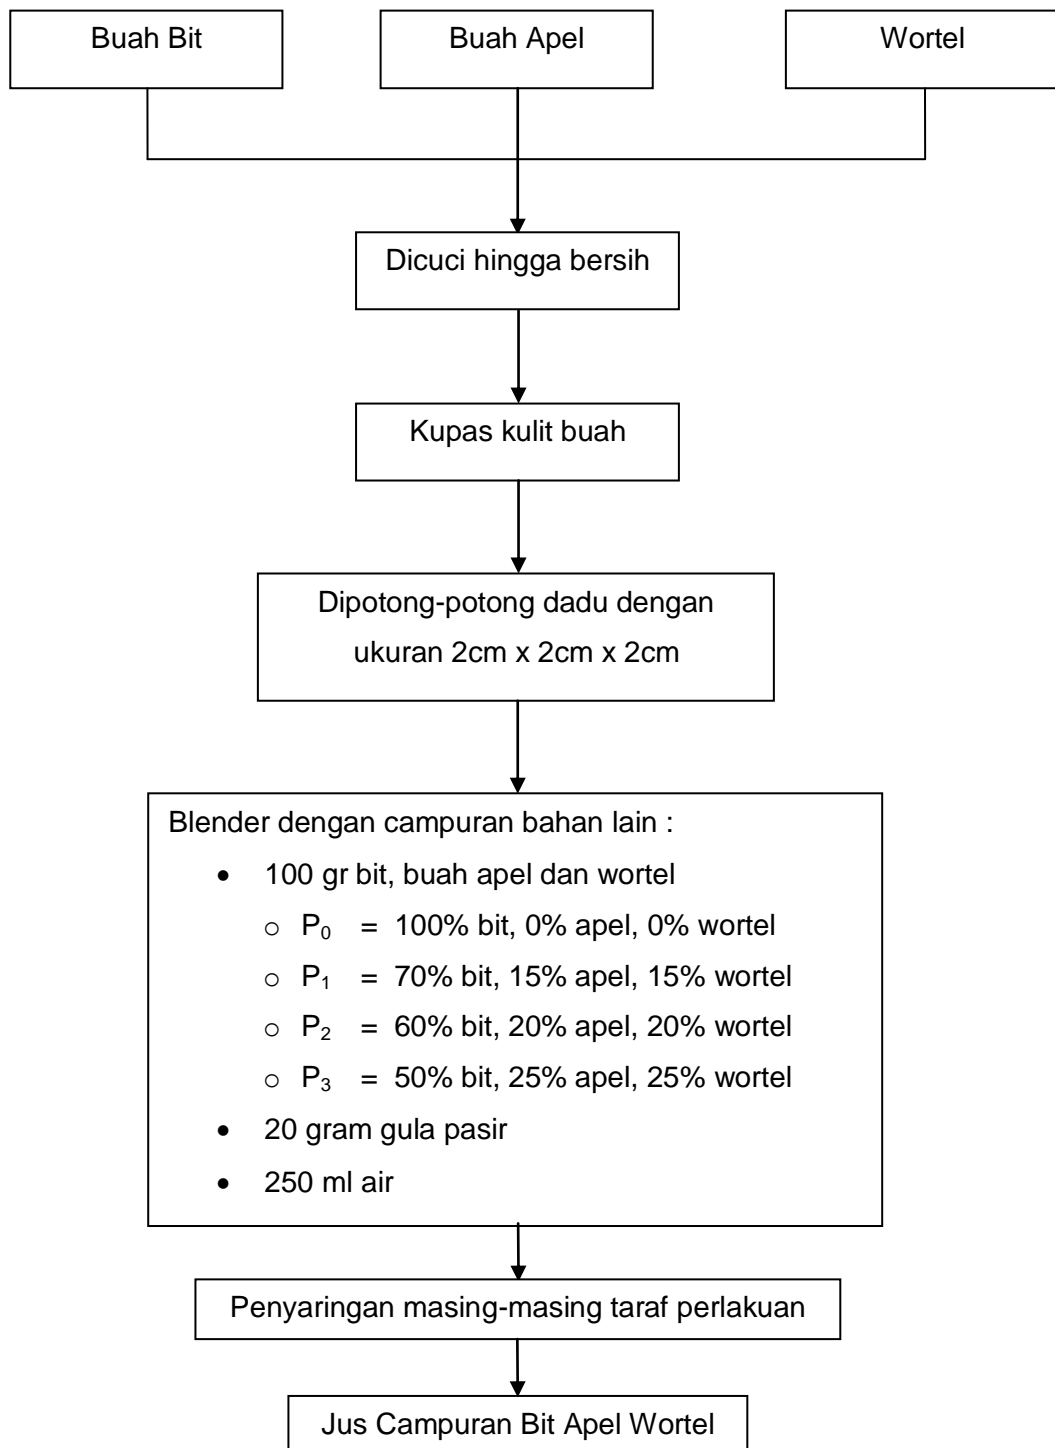 Buah Bit
Buah Apel
Wortel
Dicuci hingga bersih
Kupas kulit buah
Dipotong-potong dadu dengan
ukuran 2cm x 2cm x 2cm
Blender dengan campuran bahan lain :
• 100 gr bit, buah apel dan wortel
○ P₀ = 100% bit, 0% apel, 0% wortel
○ P₁ = 70% bit, 15% apel, 15% wortel
○ P₂ = 60% bit, 20% apel, 20% wortel
○ P₃ = 50% bit, 25% apel, 25% wortel
• 20 gram gula pasir
• 250 ml air
Penyaringan masing-masing taraf perlakuan
Jus Campuran Bit Apel Wortel